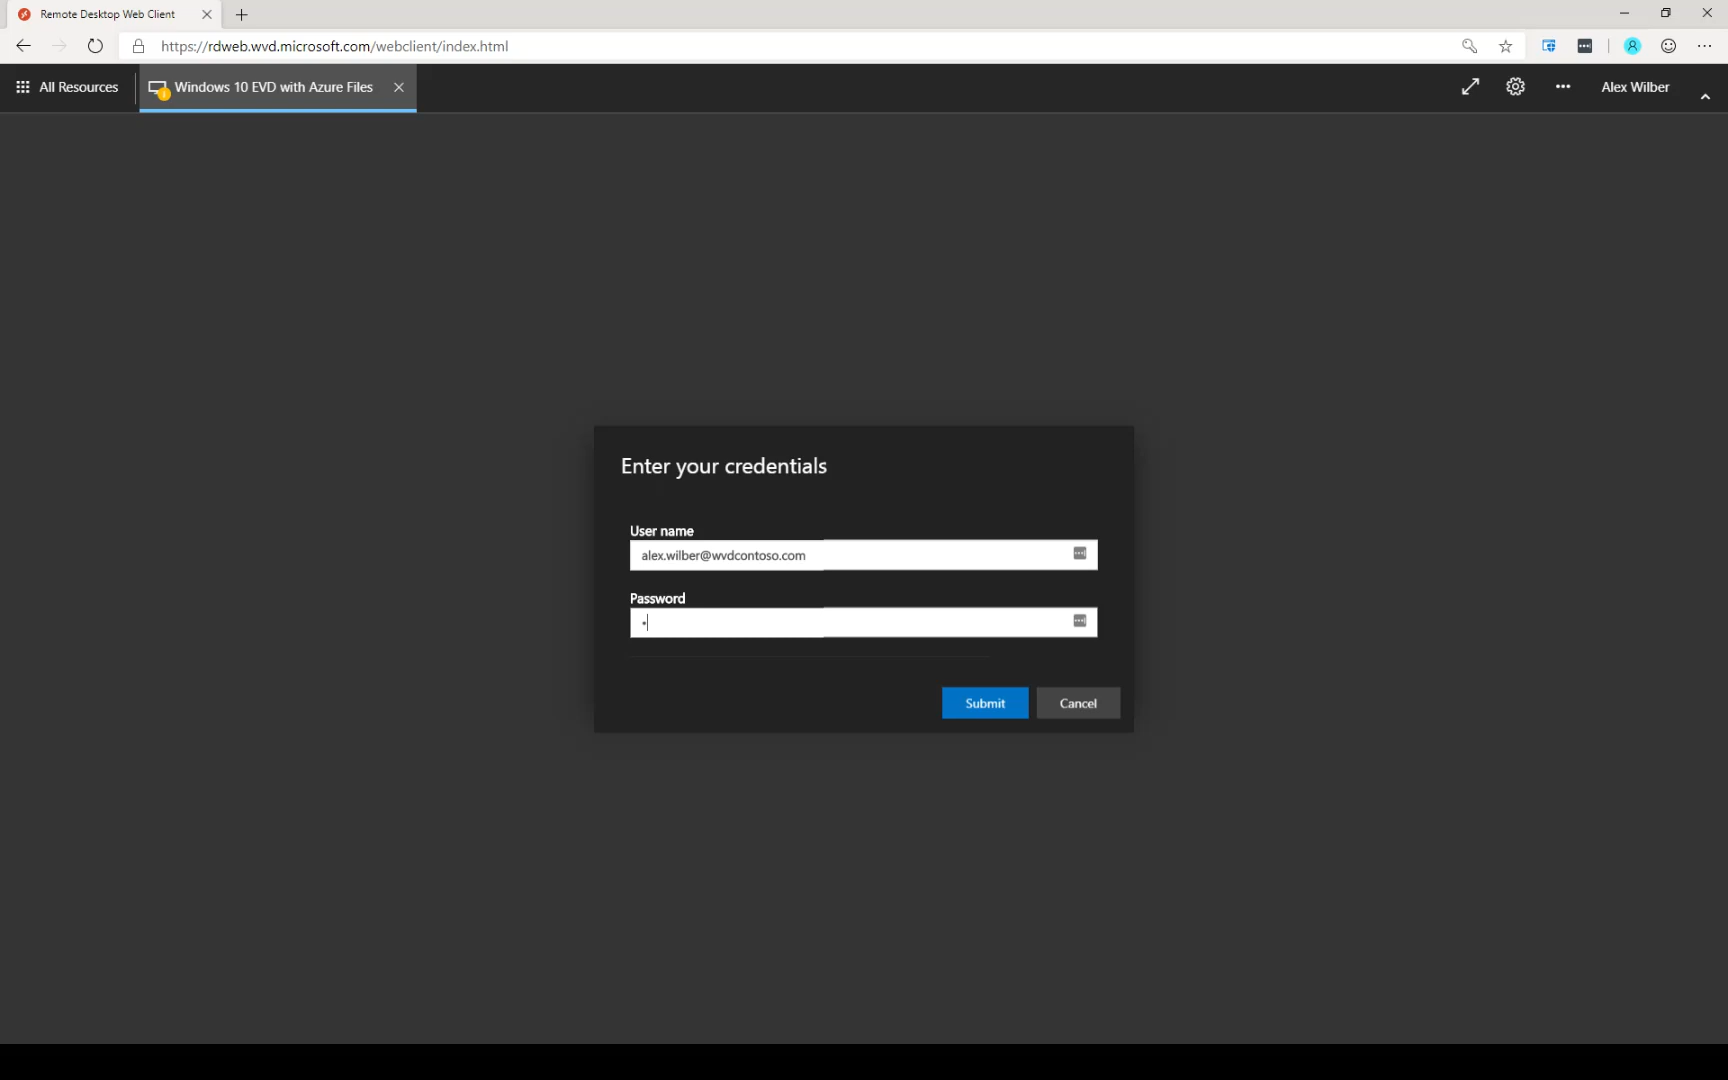 Remote Desktop Web Client
https://rdweb.wvd.microsoft.com/webclient/index.html
All Resources
Windows 10 EVD with Azure Files
Alex Wilber
Enter your credentials
User name
alex.wilber@wvdcontoso.com
Password
Submit
Cancel